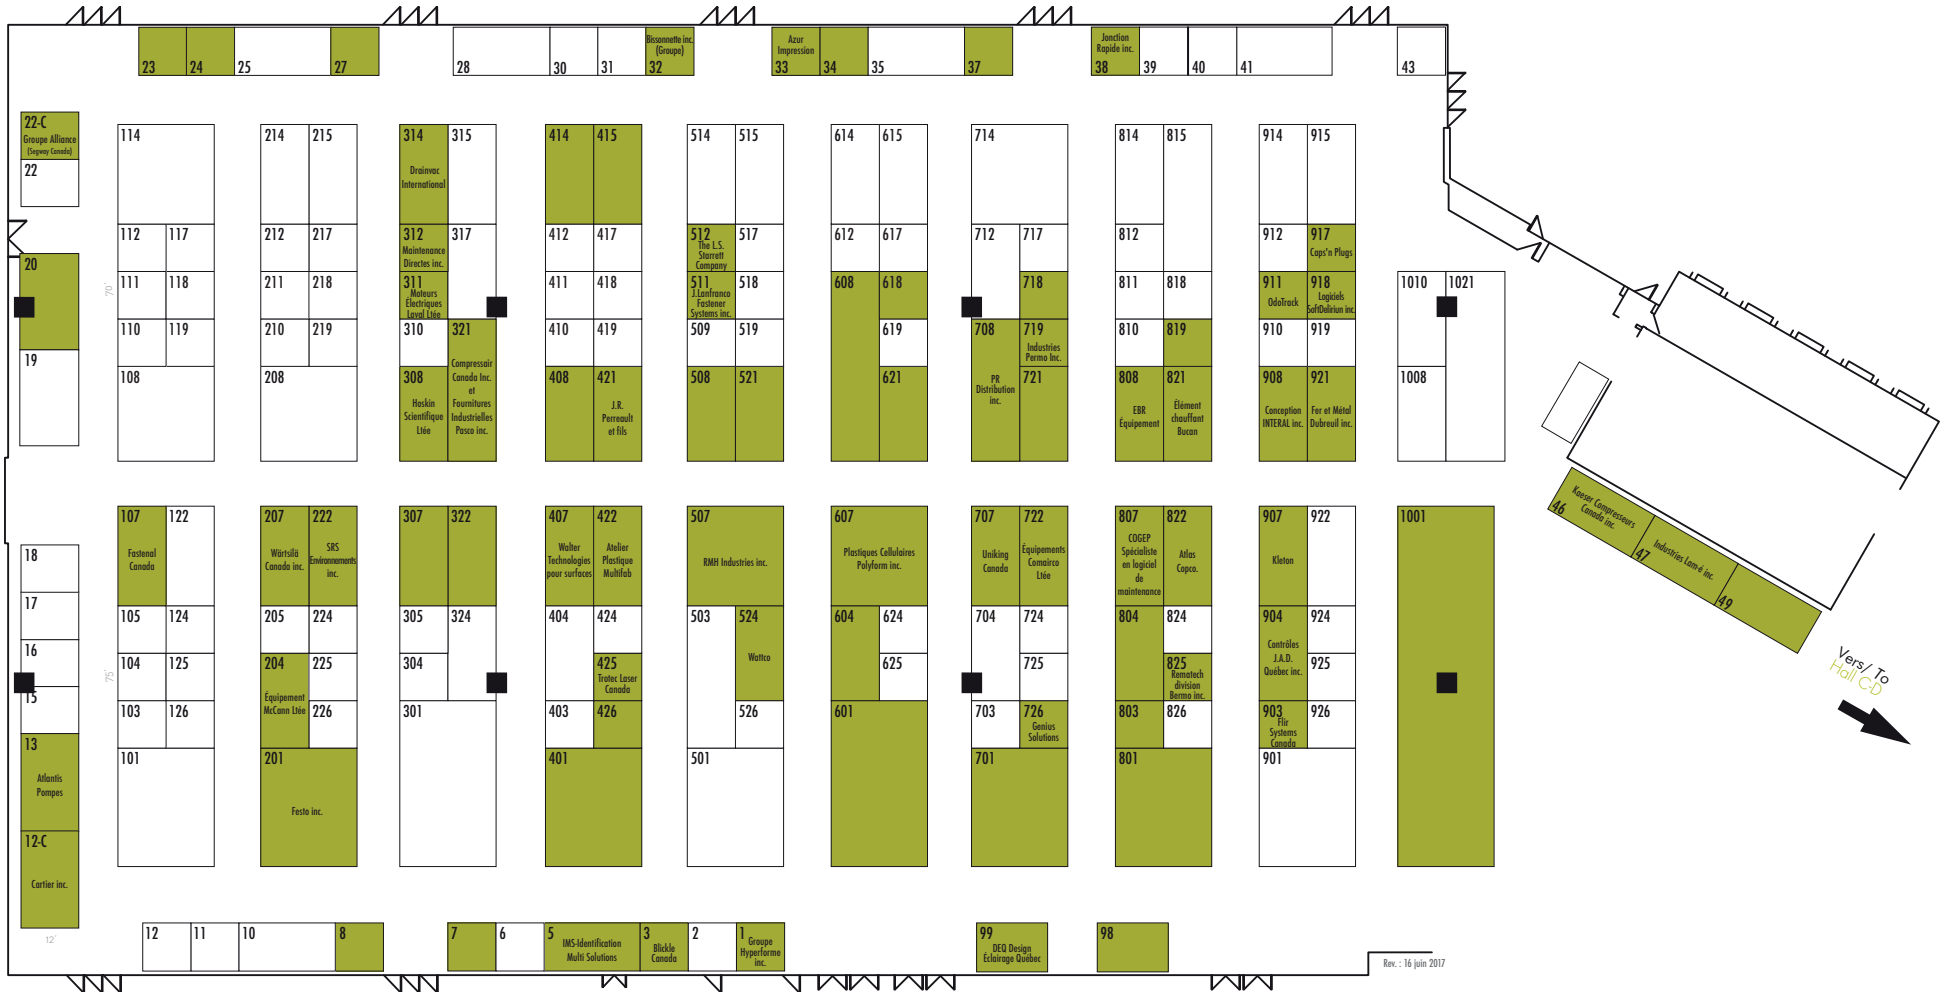 Bissonnette inc.
(Groupe)
Azur
Impression
Jonction
Rapide inc.
23
24
25
27
28
30
31
32
33
34
35
37
38
39
40
41
43
22-C
Groupe Alliance
(Segway Canada)
22
20
19
18
17
16
15
13
Atlantis
Pompes
12-C
Cartier inc.
12'
70'
75'
114
112
117
111
118
110
119
108
214
215
212
217
211
218
210
219
208
314
Drainvac
International
315
312
Maintenance
Directes inc.
317
311
Moteurs
Électriques
Laval Ltée
310
321
Compressair
Canada Inc.
et
Fournitures
Industrielles
Pasco inc.
308
Hoskin
Scientifique
Ltée
414
415
412
417
411
418
410
419
408
421
J.R.
Perreault
et fils
514
515
512
The L.S.
Starrett
Company
517
511
J.Lanfranco
Fastener
Systems inc.
518
509
519
508
521
614
615
612
617
608
618
619
621
714
712
717
718
708
PR
Distribution
inc.
719
Industries
Permo Inc.
721
814
815
812
811
818
810
819
808
EBR
Équipement
821
Élément
chauffant
Bucan
914
915
912
917
Caps'n Plugs
911
OdoTrack
918
Logiciels
SoftDelirium inc.
910
919
908
Conception
INTERAL inc.
921
Fer et Métal
Dubreuil inc.
1010
1021
1008
107
Fastenal
Canada
122
105
124
104
125
103
126
101
207
Wärtsilä
Canada inc.
222
SRS
Environnements
inc.
205
224
204
Équipement
McCann Ltée
225
226
201
Festo inc.
307
322
305
324
304
301
407
Walter
Technologies
pour surfaces
422
Atelier
Plastique
Multifab
404
424
425
Trotec Laser
Canada
403
426
401
507
RMH Industries inc.
503
524
Wattco
526
501
607
Plastiques Cellulaires
Polyform inc.
604
624
625
601
707
Uniking
Canada
722
Équipements
Comairco
Ltée
704
724
725
703
726
Genius
Solutions
701
807
COGEP
Spécialiste
en logiciel
de
maintenance
822
Atlas
Copco.
804
824
825
Rematech
division
Bermo inc.
803
826
801
907
Kleton
922
904
Contrôles
J.A.D.
Québec inc.
924
925
903
Flir
Systems
Canada
926
901
1001
46
Kaeser Compresseurs
Canada inc.
47
Industries Lam-é inc.
49
Vers/ To
Hall C-D
12
11
10
8
7
6
5
IMS-Identification
Multi Solutions
3
Blickle
Canada
2
1
Groupe
Hyperforme
inc.
99
DEQ Design
Éclairage Québec
98
Rev. : 16 juin 2017